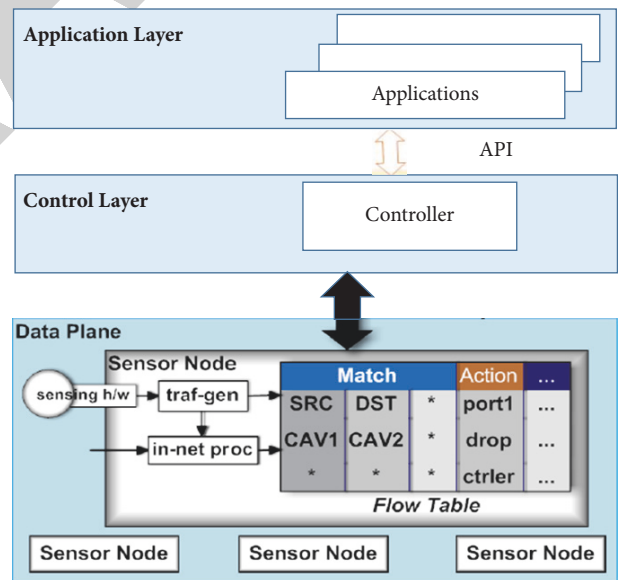 Application Layer
Applications
API
Control Layer
Controller
Data Plane
Sensor Node
sensing h/w
traf-gen
in-net proc
Match Action ...
SRC DST * port1 ...
CAV1 CAV2 * drop ...
* * * ctrler ...
Flow Table
Sensor Node Sensor Node Sensor Node